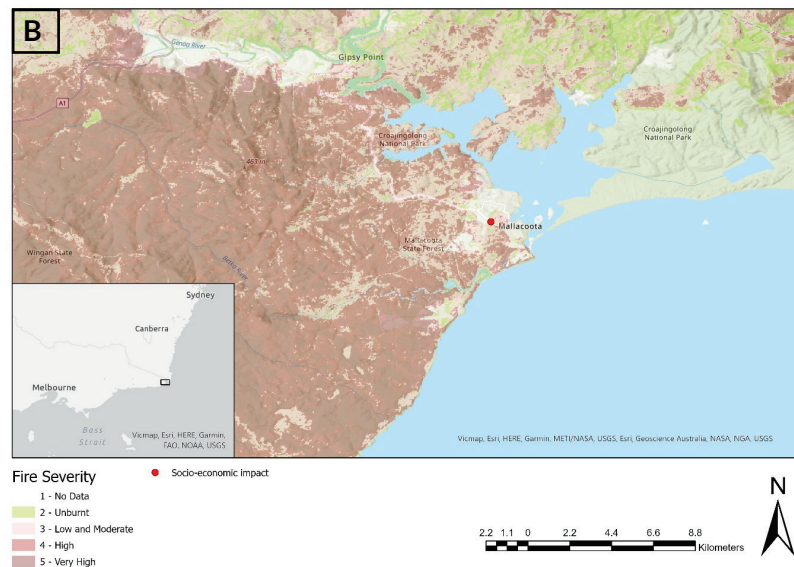 B
Genoa River
Gipsy Point
A1
Croajingolong
National Park
Croajingolong
National Park
463 m
Mallacoota
Mallacoota
State Forest
Wingan State
Forest
Betka River
Sydney
Canberra
Melbourne
Bass
Strait
Vicmap, Esri, HERE, Garmin,
FAO, NOAA, USGS
Vicmap, Esri, HERE, Garmin, METI/NASA, USGS, Esri, Geoscience Australia, NASA, NGA, USGS
Fire Severity
Socio-economic impact
1 - No Data
2 - Unburnt
3 - Low and Moderate
4 - High
5 - Very High
N
2.2 1.1 0 2.2 4.4 6.6 8.8
Kilometers